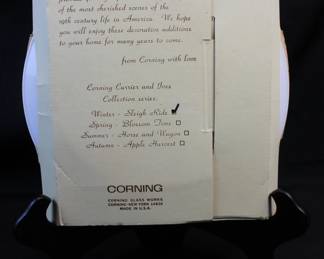 of the most cherished scenes of the
19th century life in America. We hope
you will enjoy these decorative additions
to your home for many years to come.
from Corning with love
Corning Currier and Ives
Collection series:
Winter - Sleigh Ride ✓
Spring - Blossom Time □
Summer - Horse and Wagon □
Autumn - Apple Harvest □
CORNING
CORNING GLASS WORKS
CORNING, NEW YORK 14830
MADE IN U.S.A.